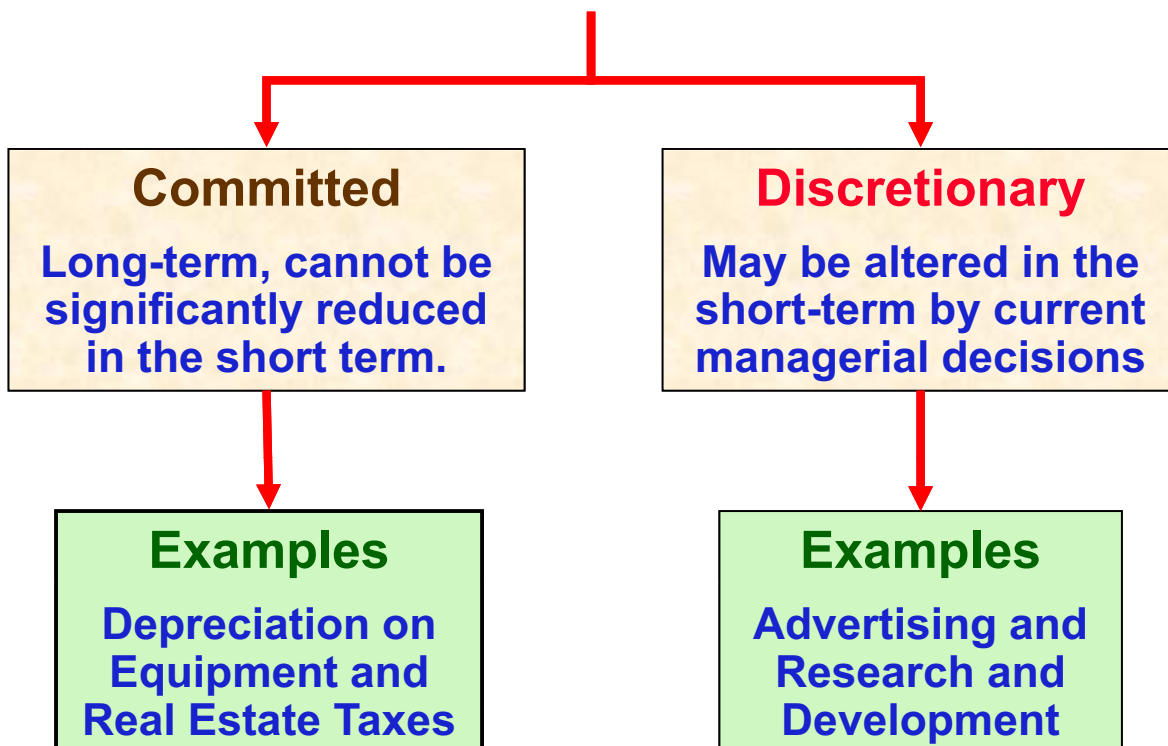 Committed
Long-term, cannot be
significantly reduced
in the short term.
Discretionary
May be altered in the
short-term by current
managerial decisions
Examples
Depreciation on
Equipment and
Real Estate Taxes
Examples
Advertising and
Research and
Development